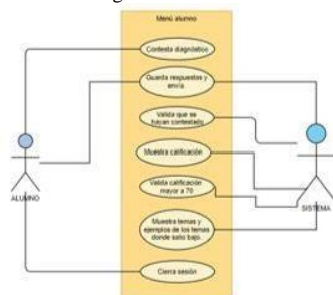 Menú alumno
Contesta diagnóstico
Guarda respuestas y
envía
Valida que se
hayan contestado
Muestra calificación
Valida calificación
mayor a 70
Muestra temas y
ejemplos de los temas
donde salio bajo.
Cierra sesión
ALUMNO
SISTEMA